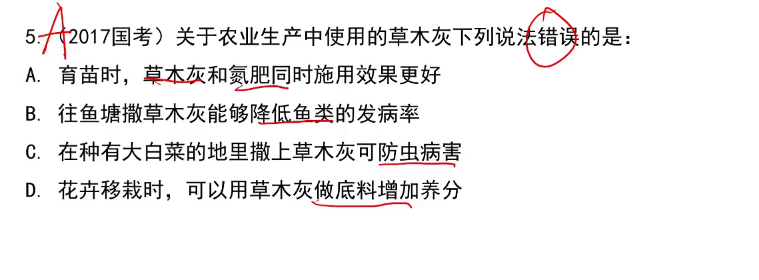 5. A（2017国考）关于农业生产中使用的草木灰下列说法错误的是：
A. 育苗时，草木灰和氮肥同时施用效果更好
B. 往鱼塘撒草木灰能够降低鱼类的发病率
C. 在种有大白菜的地里撒上草木灰可防虫病害
D. 花卉移栽时，可以用草木灰做底料增加养分